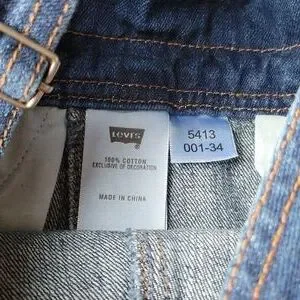 LEVI'S
100% COTTON
EXCLUSIVE OF DECORATION
MADE IN CHINA
5413
001-34